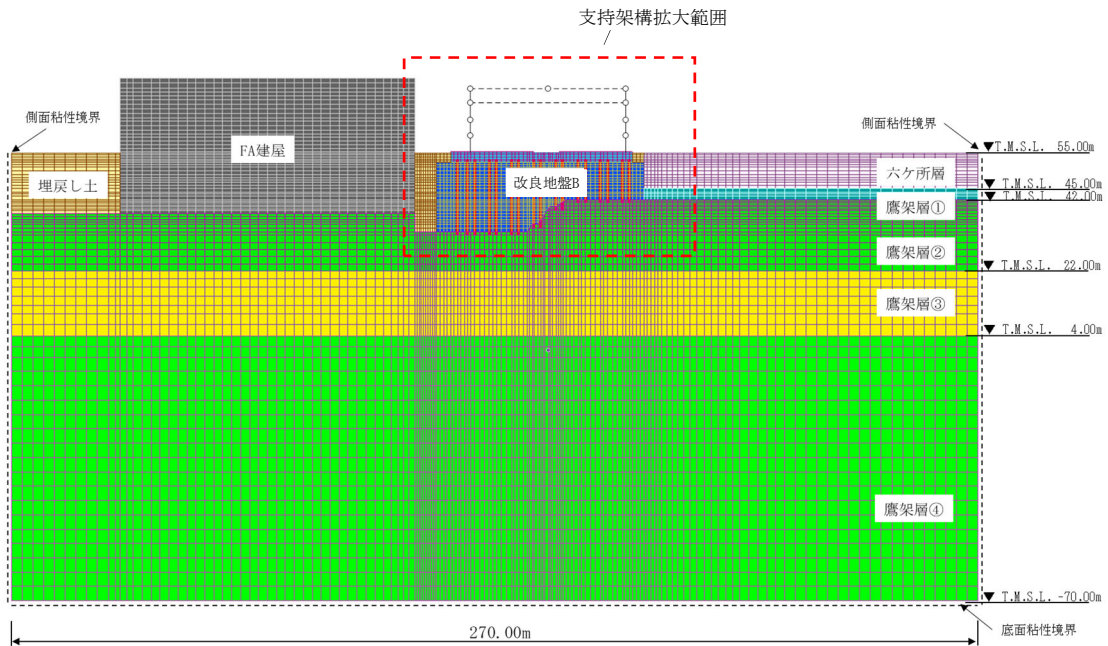 支持架構拡大範囲
側面粘性境界
側面粘性境界
FA建屋
▼T.M.S.L. 55.00m
埋戻し土
改良地盤B
六ケ所層
▼T.M.S.L. 45.00m
▼T.M.S.L. 42.00m
鷹架層①
鷹架層②
▼T.M.S.L. 22.00m
鷹架層③
▼T.M.S.L. 4.00m
鷹架層④
▼T.M.S.L. -70.00m
底面粘性境界
270.00m